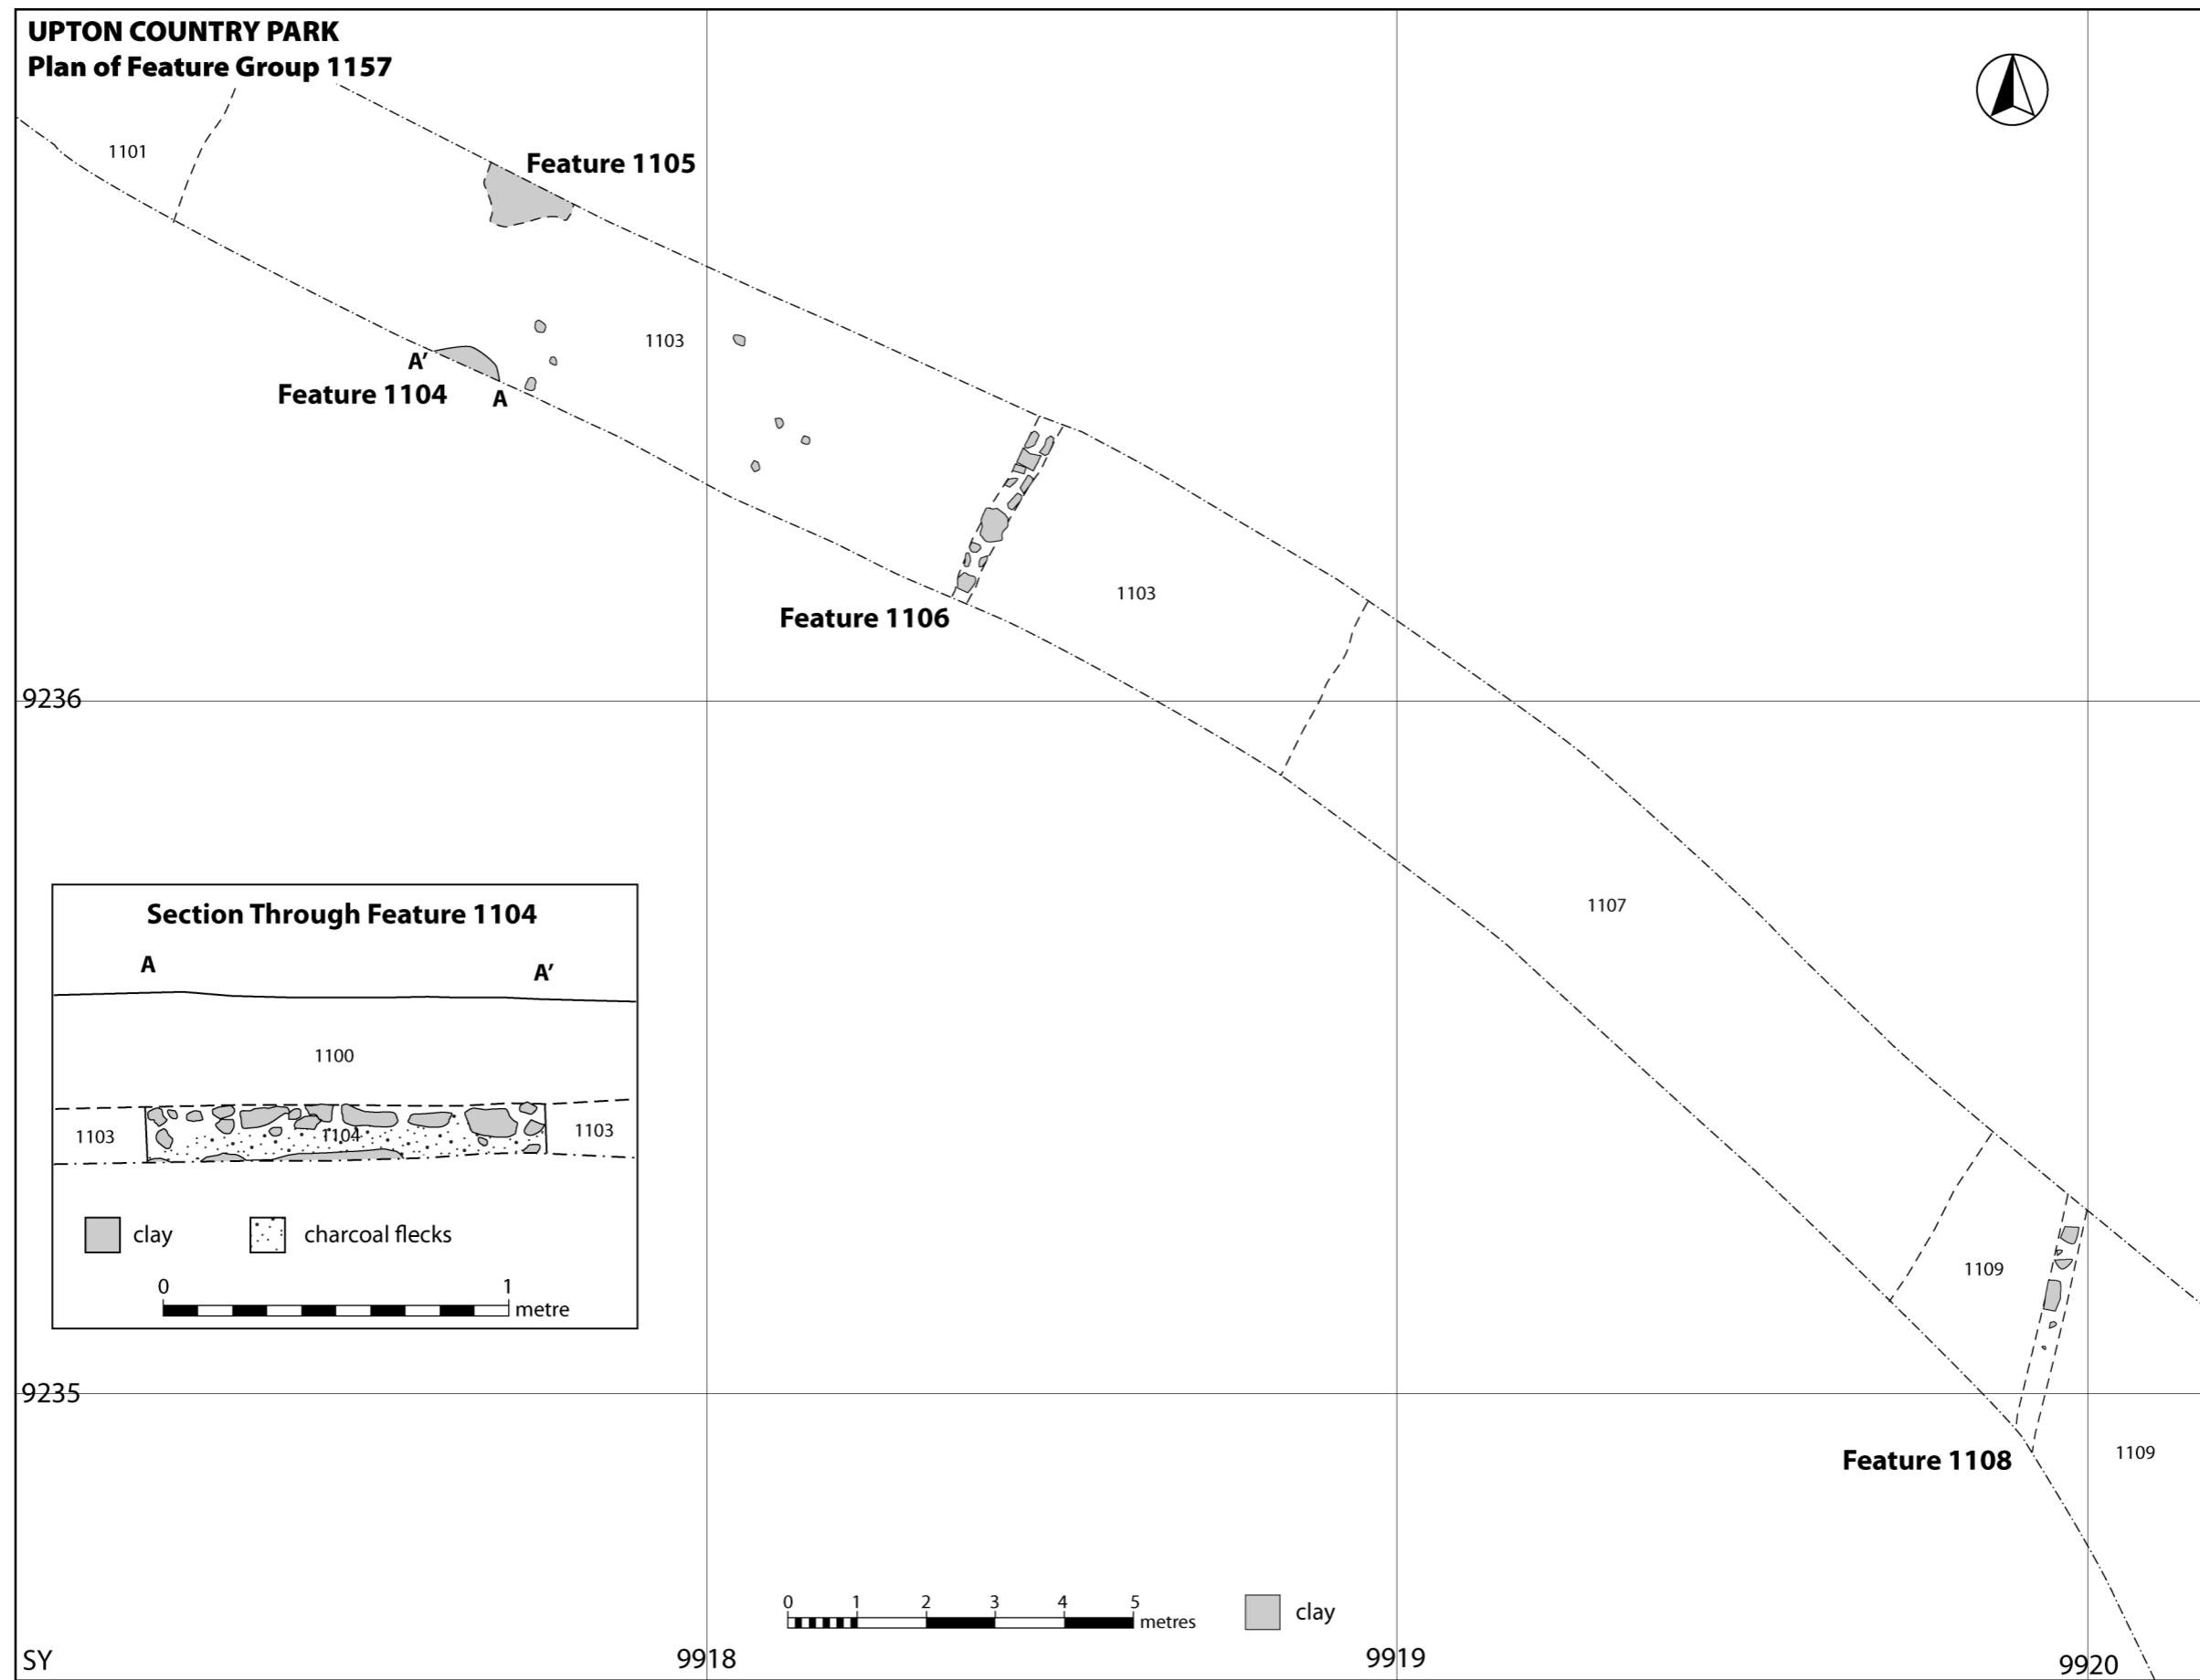 UPTON COUNTRY PARK
Plan of Feature Group 1157
1101
Feature 1105
1103
A’
Feature 1104
A
Feature 1106
1103
9236
1107
Section Through Feature 1104
A
A’
1100
1103
1104
1103
clay
charcoal flecks
0 1
metre
1109
9235
Feature 1108
1109
0 1 2 3 4 5
metres
clay
SY
9918
9919
9920